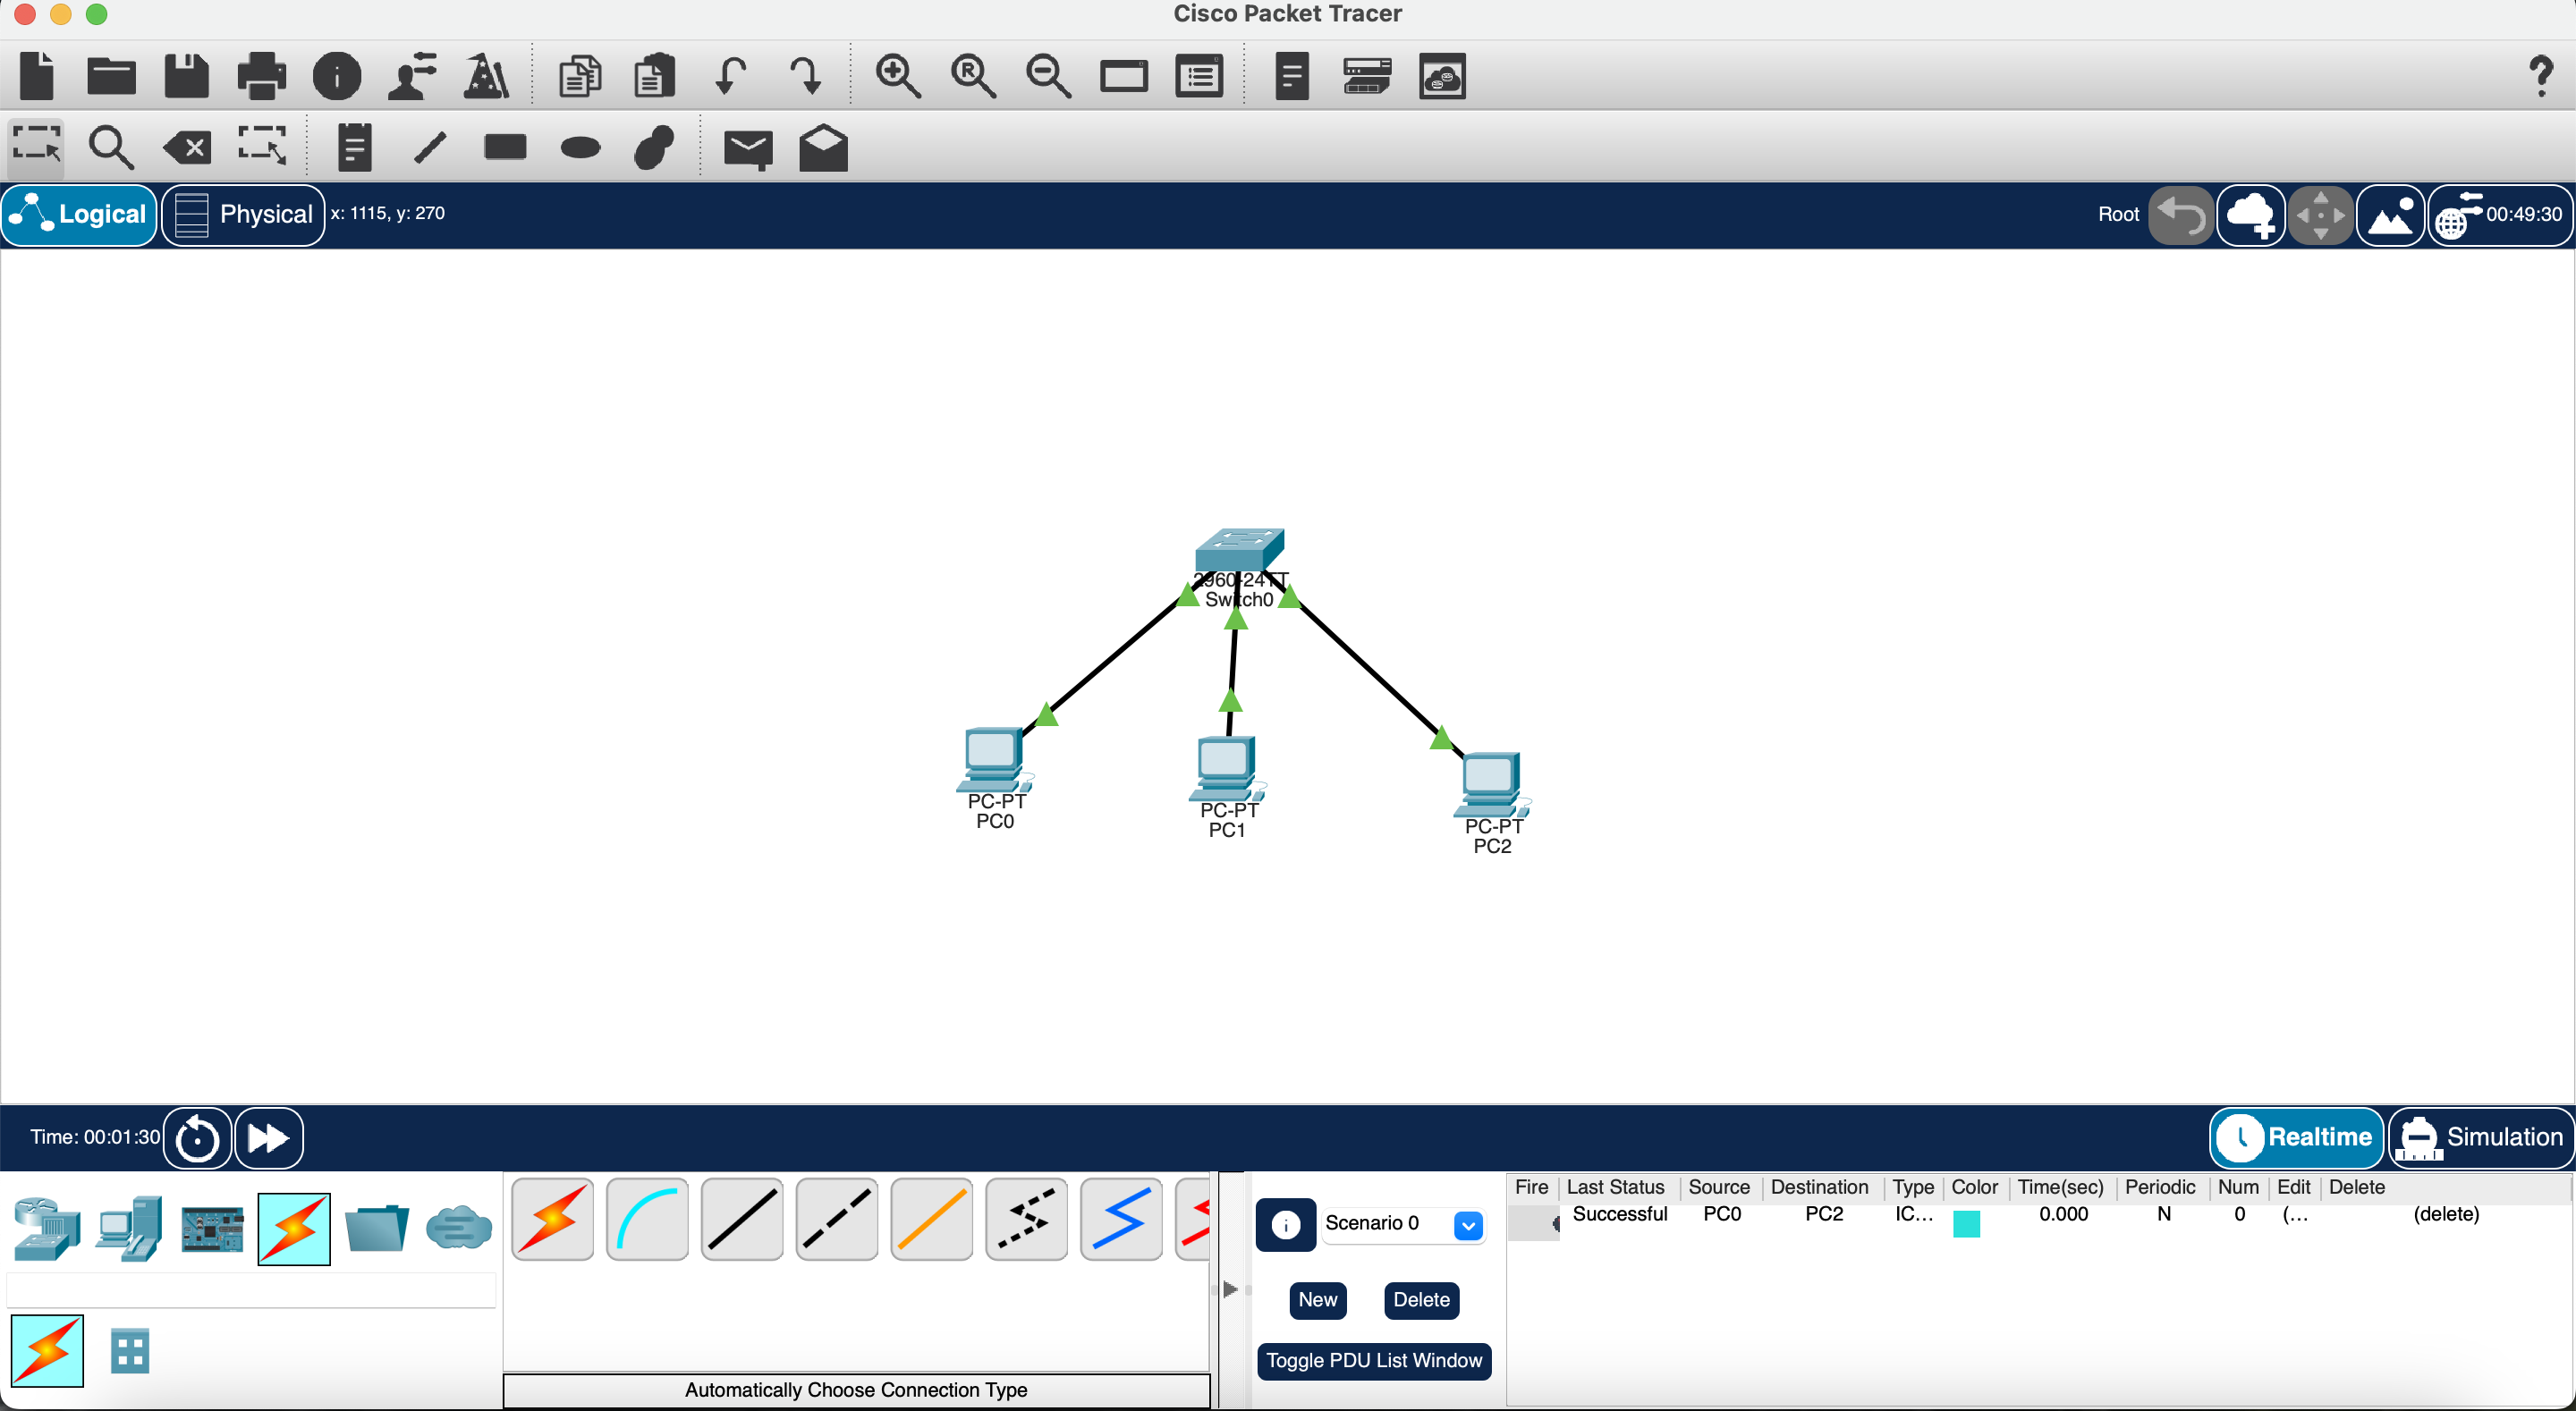 Cisco Packet Tracer
Logical
Physical
x: 1115, y: 270
Root
00:49:30
2960-24TT
Switch0
PC-PT
PC0
PC-PT
PC1
PC-PT
PC2
Time: 00:01:30
Realtime
Simulation
Scenario 0
New
Delete
Toggle PDU List Window
Automatically Choose Connection Type
Fire Last Status Source Destination Type Color Time(sec) Periodic Num Edit Delete
Successful PC0 PC2 IC... 0.000 N 0 (... (delete)